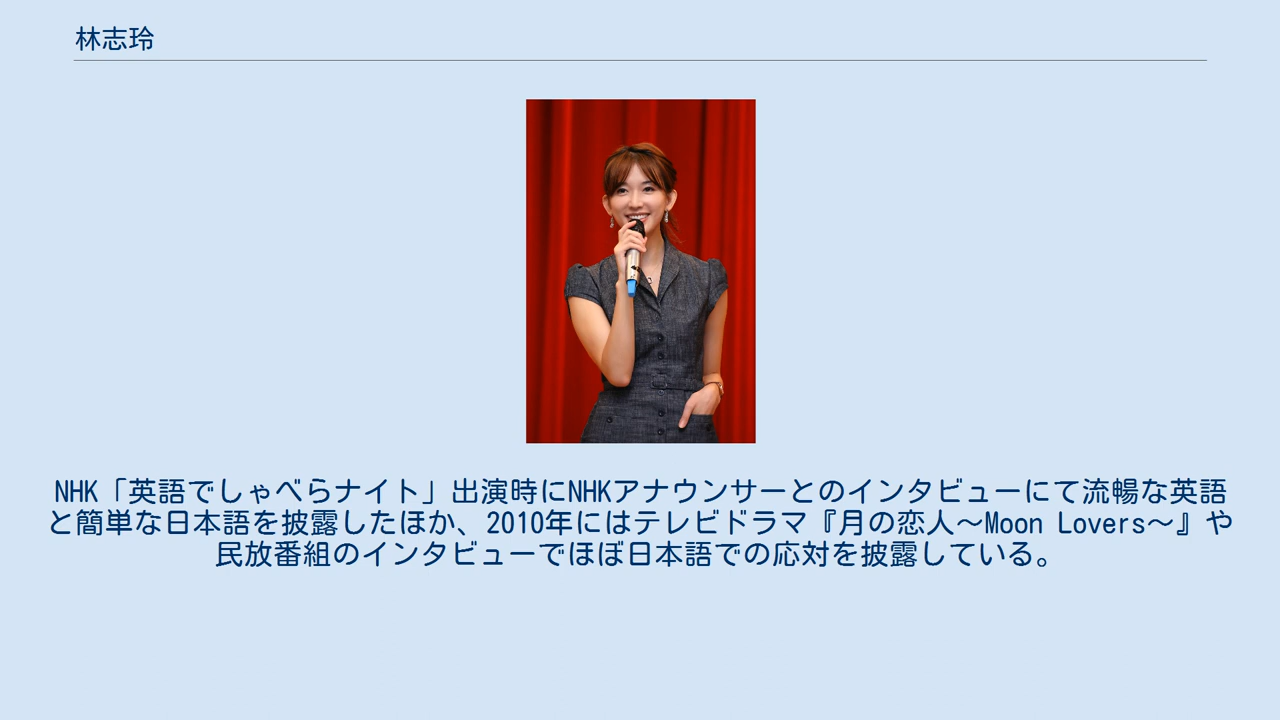 林志玲
NHK「英語でしゃべらナイト」出演時にNHKアナウンサーとのインタビューにて流暢な英語
と簡単な日本語を披露したほか、2010年にはテレビドラマ『月の恋人～Moon Lovers～』や
民放番組のインタビューでほぼ日本語での応対を披露している。